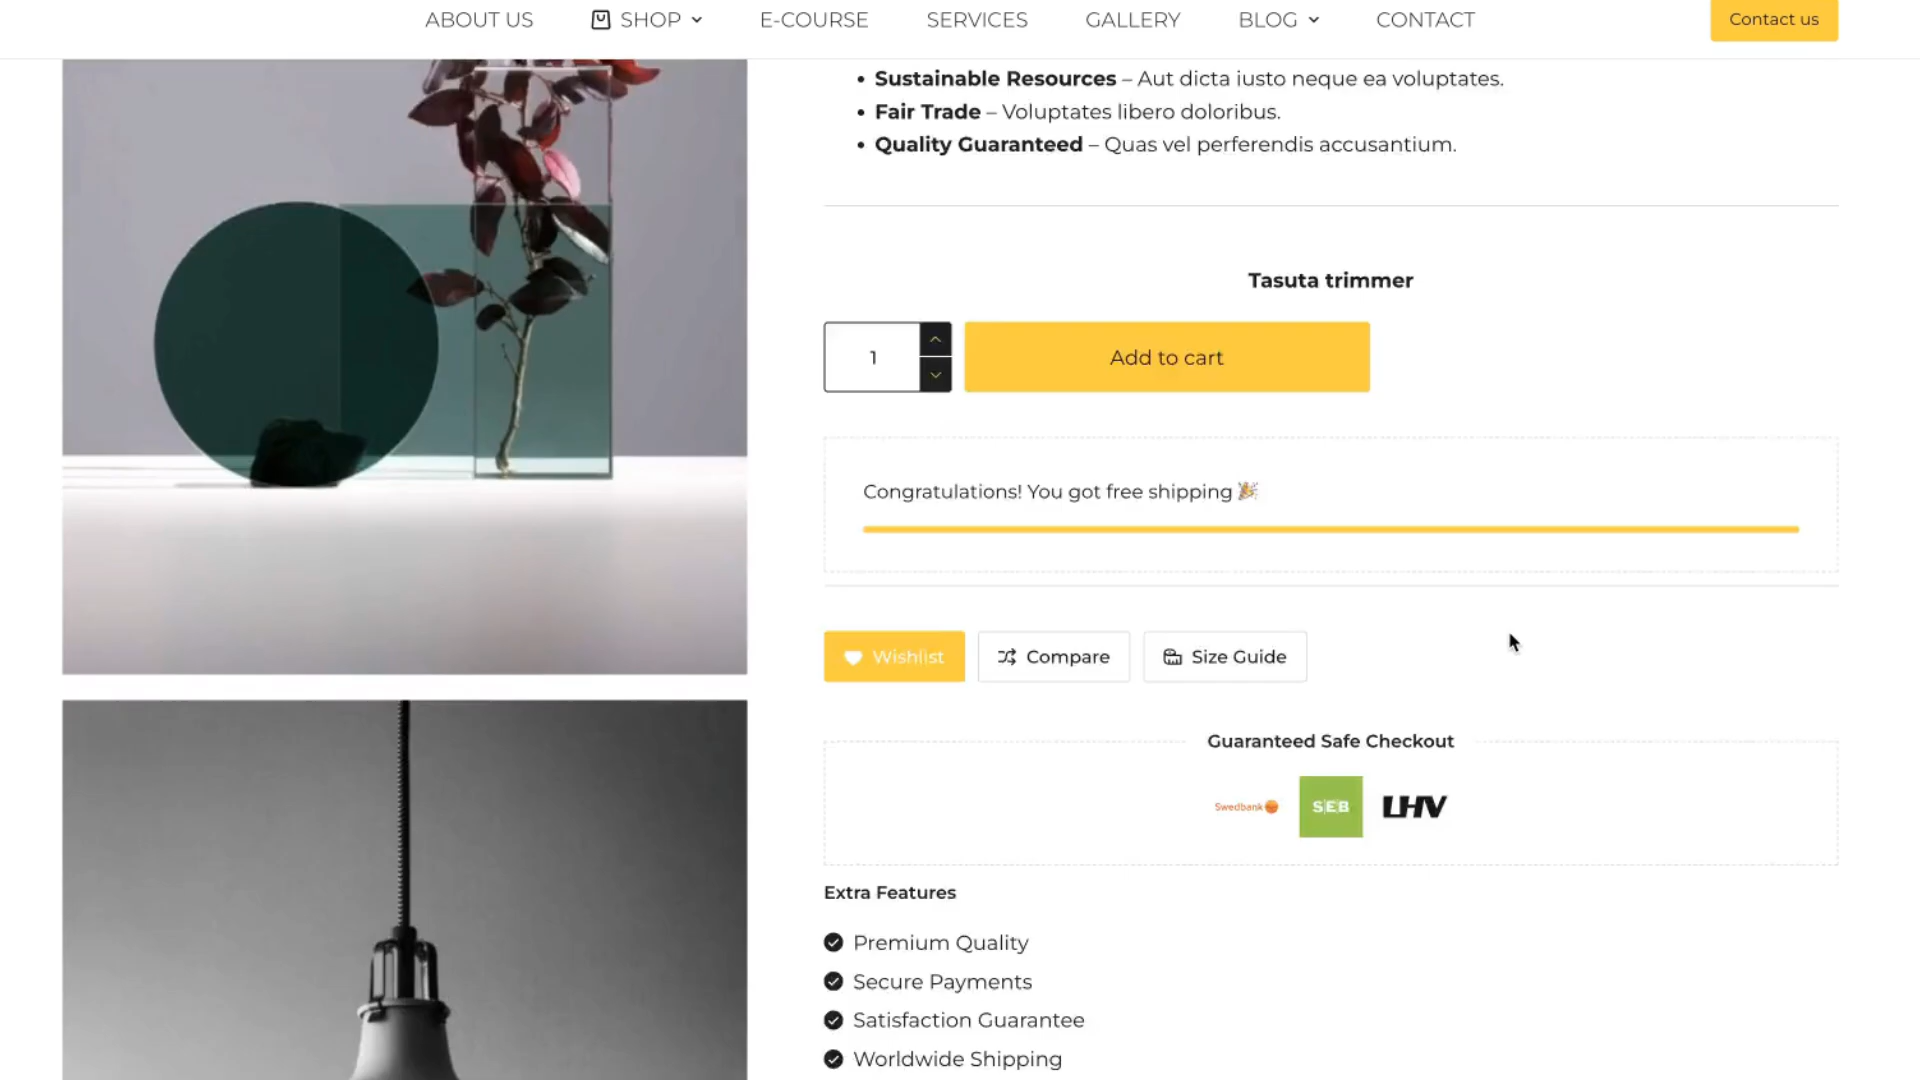 ABOUT US SHOP E-COURSE SERVICES GALLERY BLOG CONTACT Contact us
• Sustainable Resources – Aut dicta iusto neque ea voluptates.
• Fair Trade – Voluptates libero doloribus.
• Quality Guaranteed – Quas vel perferendis accusantium.
Tasuta trimmer
1 Add to cart
Congratulations! You got free shipping 🎉
Wishlist Compare Size Guide
Guaranteed Safe Checkout
Swedbank SEB LHV
Extra Features
Premium Quality
Secure Payments
Satisfaction Guarantee
Worldwide Shipping